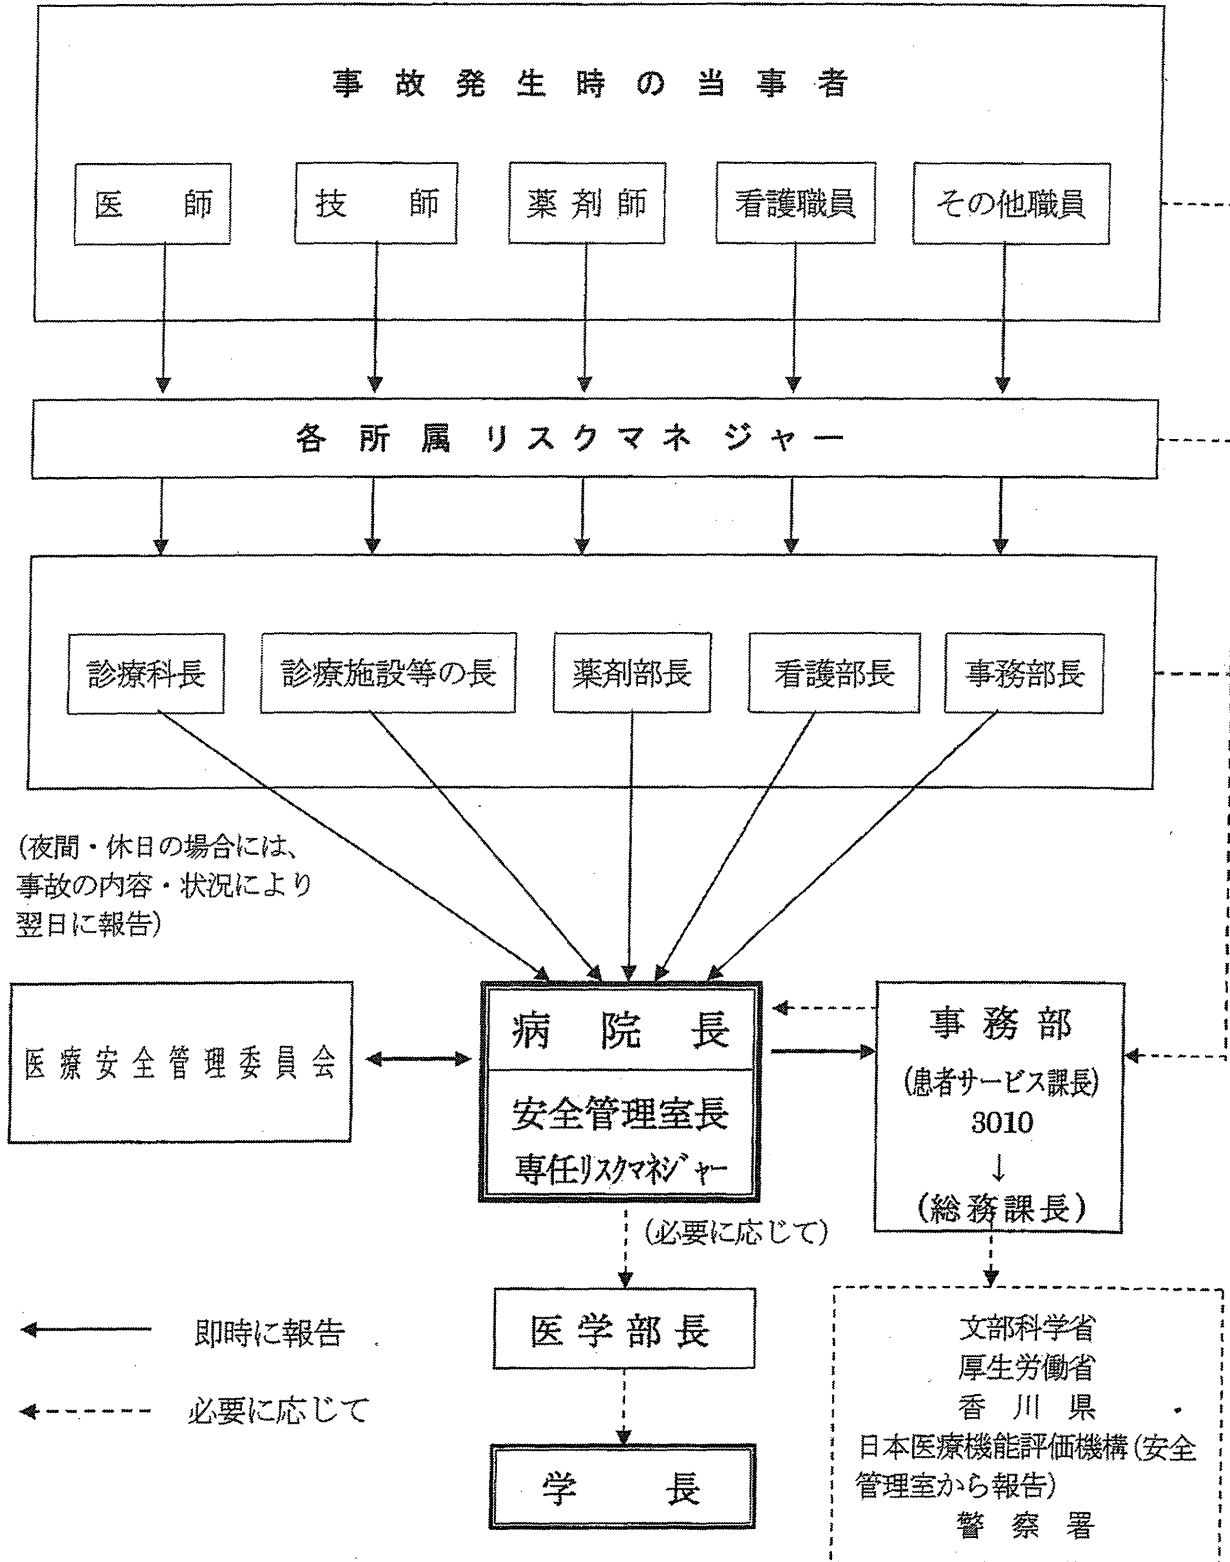 事故発生時の当事者
医師
技師
薬剤師
看護職員
その他職員
各所属リスクマネジャー
診療科長
診療施設等の長
薬剤部長
看護部長
事務部長
(夜間・休日の場合には、
事故の内容・状況により
翌日に報告)
医療安全管理委員会
病院長
安全管理室長
専任リスクマネジャー
事務部
(患者サービス課長)
3010
↓
(総務課長)
(必要に応じて)
医学部長
学長
即時に報告
必要に応じて
文部科学省
厚生労働省
香川県
日本医療機能評価機構(安全
管理室から報告)
警察署